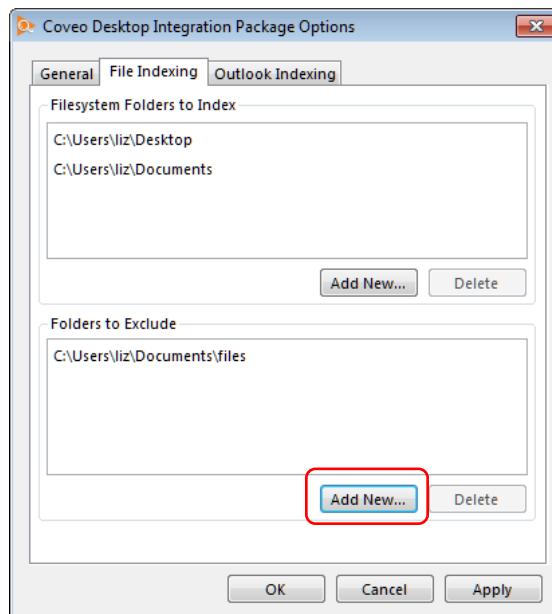 Coveo Desktop Integration Package Options
General File Indexing Outlook Indexing
Filesystem Folders to Index
C:\Users\liz\Desktop
C:\Users\liz\Documents
Add New... Delete
Folders to Exclude
C:\Users\liz\Documents\files
Add New... Delete
OK Cancel Apply